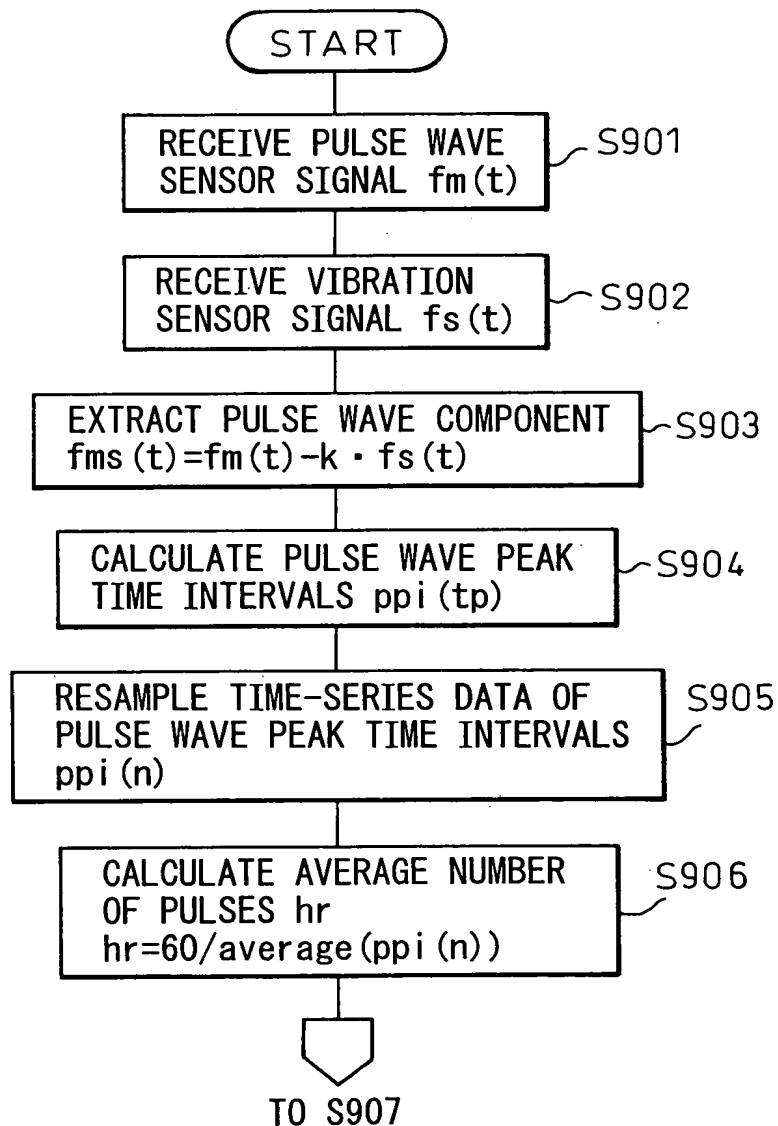 START
RECEIVE PULSE WAVE
SENSOR SIGNAL fm(t)
S901
RECEIVE VIBRATION
SENSOR SIGNAL fs(t)
S902
EXTRACT PULSE WAVE COMPONENT
fms(t)=fm(t)-k・fs(t)
S903
CALCULATE PULSE WAVE PEAK
TIME INTERVALS ppi(tp)
S904
RESAMPLE TIME-SERIES DATA OF
PULSE WAVE PEAK TIME INTERVALS
ppi(n)
S905
CALCULATE AVERAGE NUMBER
OF PULSES hr
hr=60/average(ppi(n))
S906
TO S907